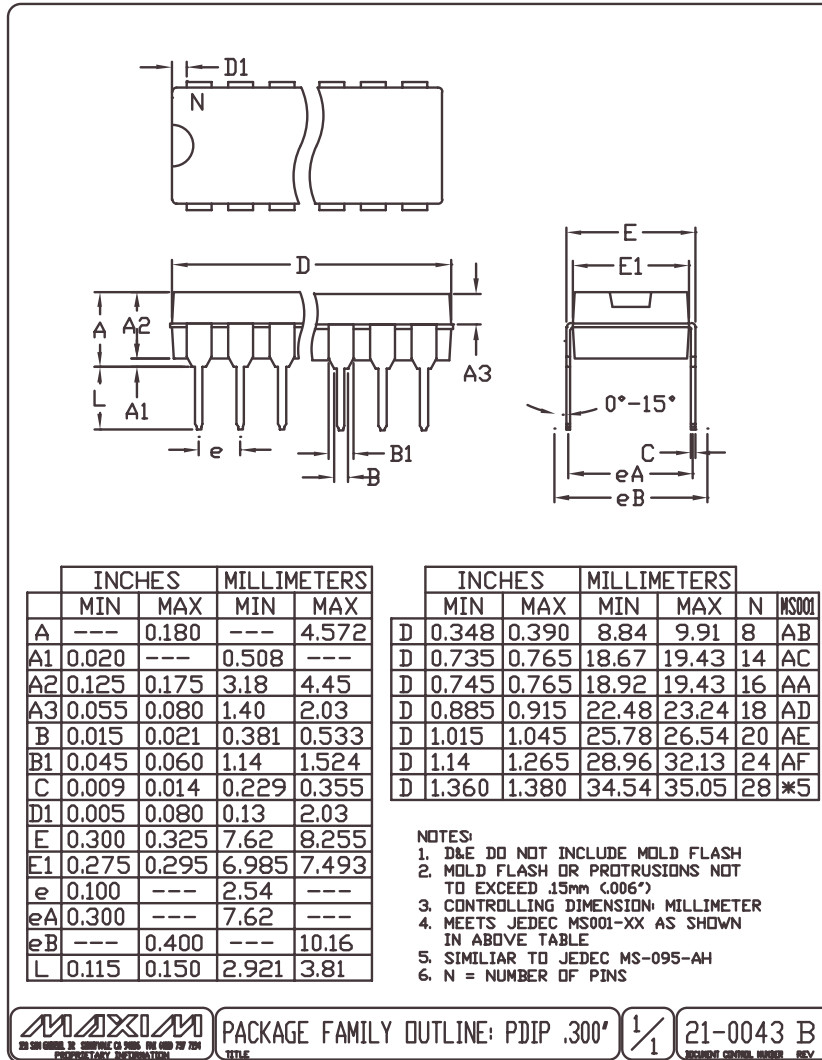 D1
N
E
E1
D
A
A2
A3
L
A1
0°-15°
e
B1
B
C
eA
eB
INCHES MILLIMETERS
MIN MAX MIN MAX
A --- 0.180 --- 4.572
A1 0.020 --- 0.508 ---
A2 0.125 0.175 3.18 4.45
A3 0.055 0.080 1.40 2.03
B 0.015 0.021 0.381 0.533
B1 0.045 0.060 1.14 1.524
C 0.009 0.014 0.229 0.355
D1 0.005 0.080 0.13 2.03
E 0.300 0.325 7.62 8.255
E1 0.275 0.295 6.985 7.493
e 0.100 --- 2.54 ---
eA 0.300 --- 7.62 ---
eB --- 0.400 --- 10.16
L 0.115 0.150 2.921 3.81
INCHES MILLIMETERS
MIN MAX MIN MAX N MS001
D 0.348 0.390 8.84 9.91 8 AB
D 0.735 0.765 18.67 19.43 14 AC
D 0.745 0.765 18.92 19.43 16 AA
D 0.885 0.915 22.48 23.24 18 AD
D 1.015 1.045 25.78 26.54 20 AE
D 1.14 1.265 28.96 32.13 24 AF
D 1.360 1.380 34.54 35.05 28 *5
NOTES:
1. D&E DO NOT INCLUDE MOLD FLASH
2. MOLD FLASH OR PROTRUSIONS NOT
TO EXCEED .15mm (.006")
3. CONTROLLING DIMENSION: MILLIMETER
4. MEETS JEDEC MS001-XX AS SHOWN
IN ABOVE TABLE
5. SIMILIAR TO JEDEC MS-095-AH
6. N = NUMBER OF PINS
MAXIM
PROPRIETARY INFORMATION
PACKAGE FAMILY OUTLINE: PDIP .300"
TITLE
1/1
21-0043 B
DOCUMENT CONTROL NUMBER REV